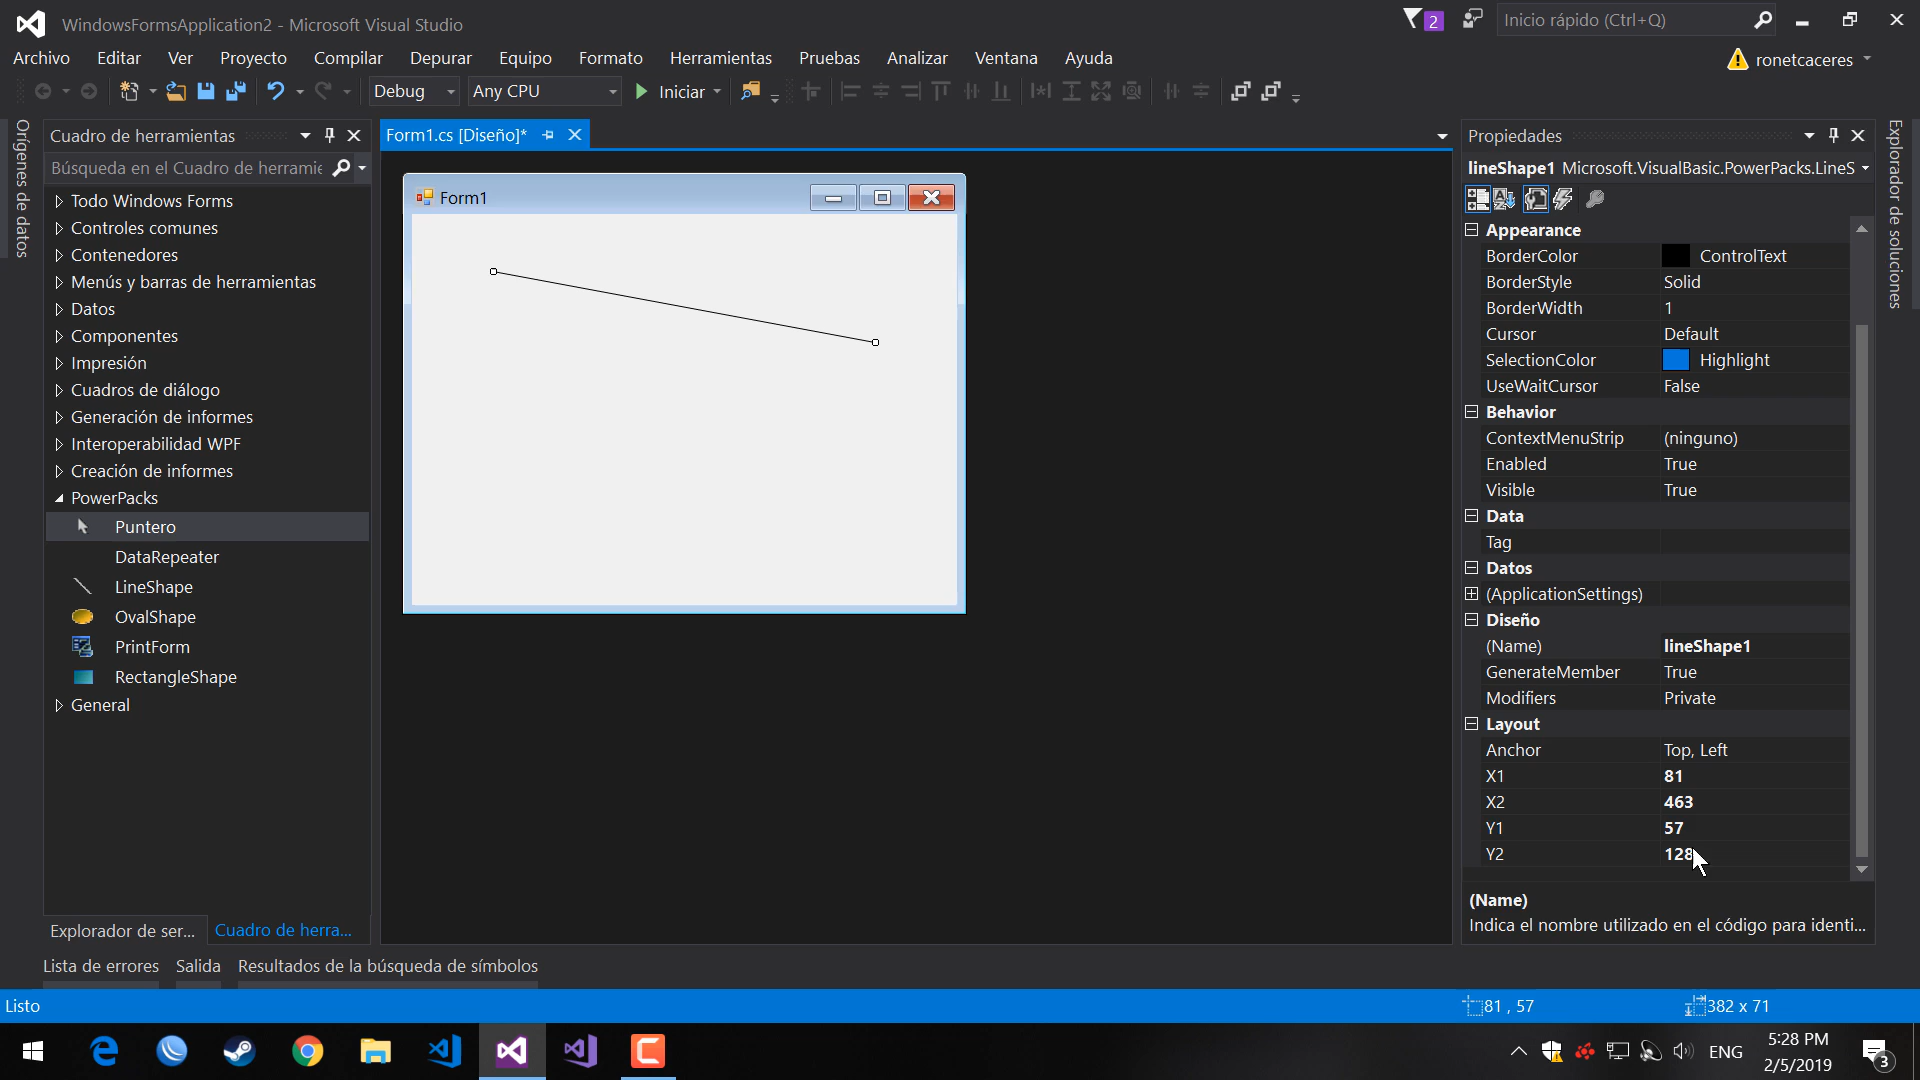 WindowsFormsApplication2 - Microsoft Visual Studio
2
Inicio rápido (Ctrl+Q)
Archivo Editar Ver Proyecto Compilar Depurar Equipo Formato Herramientas Pruebas Analizar Ventana Ayuda
ronetcaceres
Debug Any CPU Iniciar
Orígenes de datos
Cuadro de herramientas
Búsqueda en el Cuadro de herramie
Todo Windows Forms
Controles comunes
Contenedores
Menús y barras de herramientas
Datos
Componentes
Impresión
Cuadros de diálogo
Generación de informes
Interoperabilidad WPF
Creación de informes
PowerPacks
Puntero
DataRepeater
LineShape
OvalShape
PrintForm
RectangleShape
General
Explorador de ser...
Cuadro de herra...
Form1.cs [Diseño]*
Form1
Propiedades
lineShape1 Microsoft.VisualBasic.PowerPacks.LineS
Appearance
BorderColor ControlText
BorderStyle Solid
BorderWidth 1
Cursor Default
SelectionColor Highlight
UseWaitCursor False
Behavior
ContextMenuStrip (ninguno)
Enabled True
Visible True
Data
Tag
Datos
(ApplicationSettings)
Diseño
(Name) lineShape1
GenerateMember True
Modifiers Private
Layout
Anchor Top, Left
X1 81
X2 463
Y1 57
Y2 128
(Name)
Indica el nombre utilizado en el código para identi...
Explorador de soluciones
Lista de errores Salida Resultados de la búsqueda de símbolos
Listo
81 , 57
382 x 71
ENG
5:28 PM
2/5/2019
3